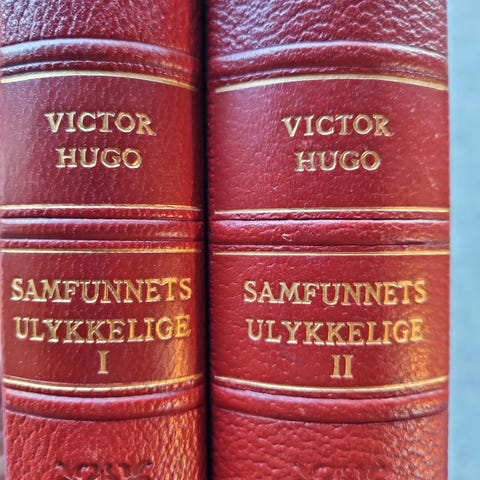 VICTOR
HUGO
SAMFUNNETS
ULYKKELIGE
I
VICTOR
HUGO
SAMFUNNETS
ULYKKELIGE
II